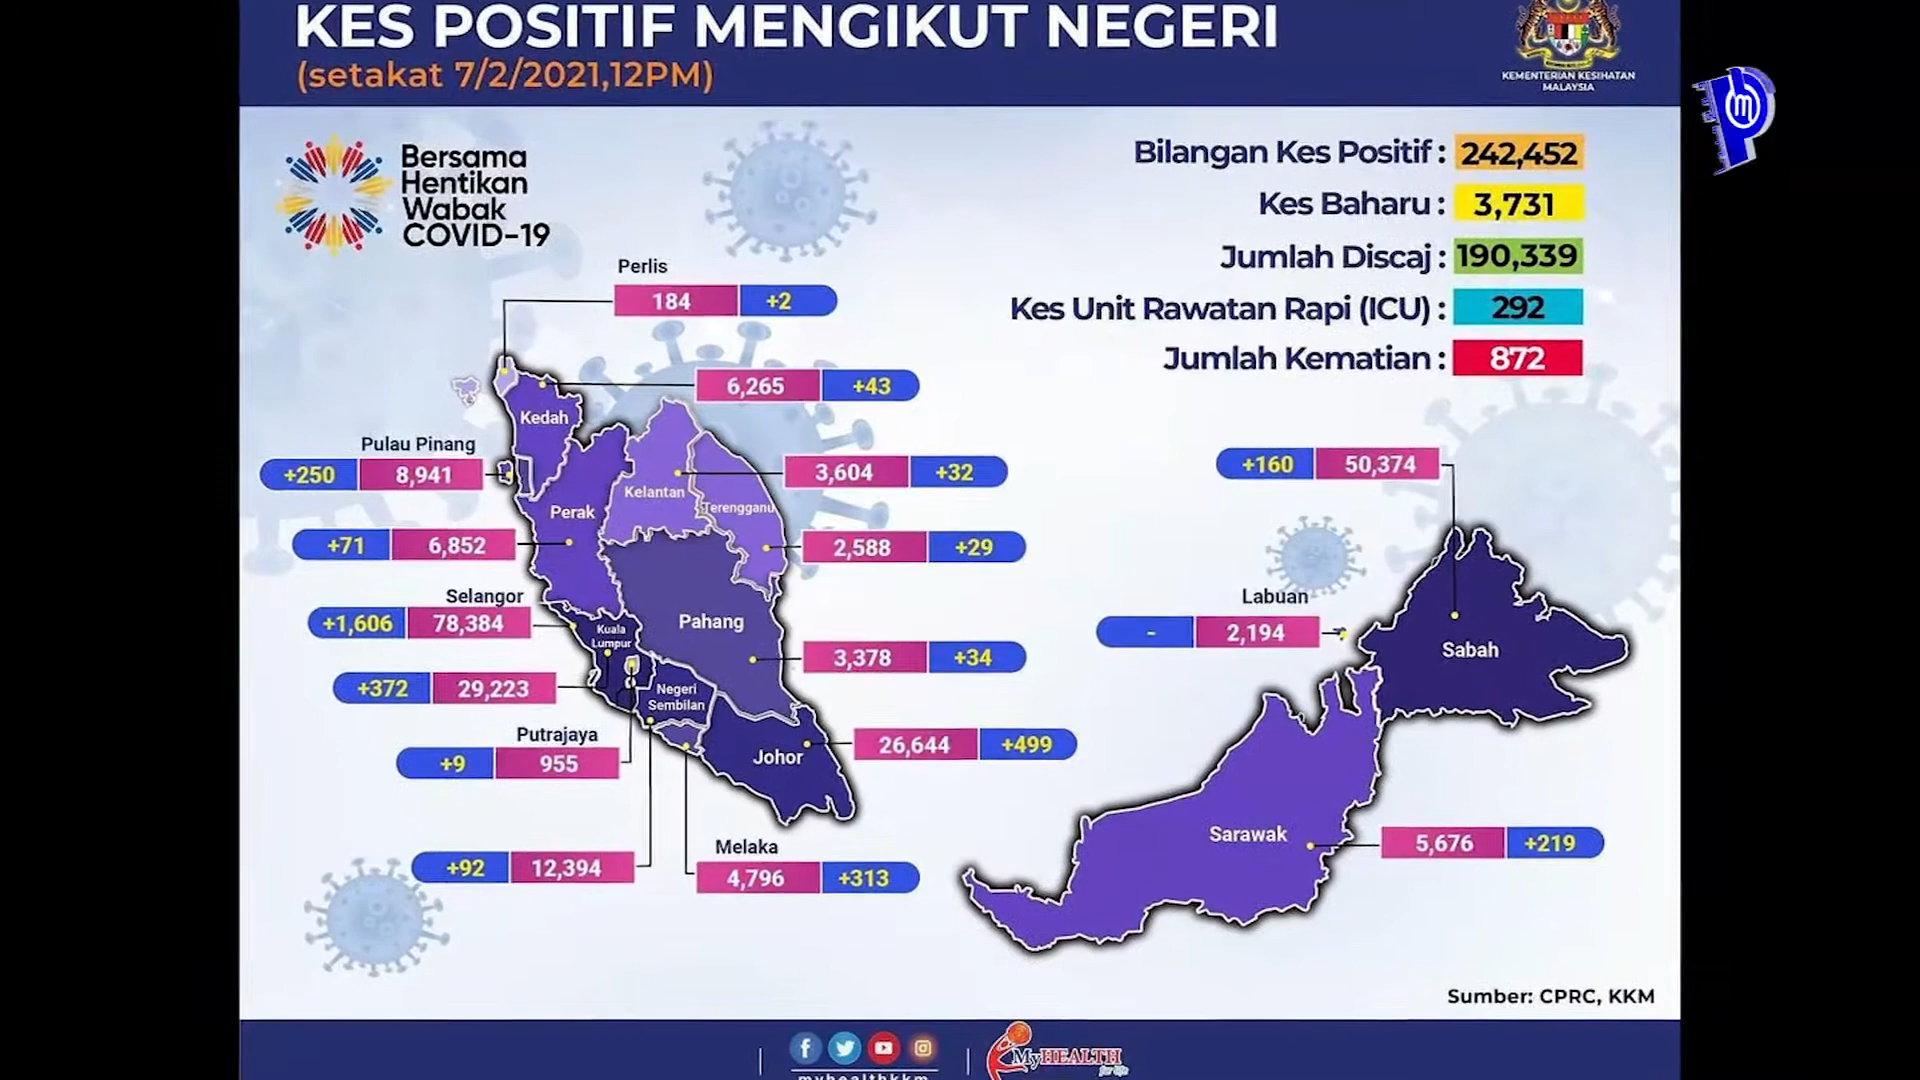 KES POSITIF MENGIKUT NEGERI
(setakat 7/2/2021,12PM)
KEMENTERIAN KESIHATAN
MALAYSIA
Bersama
Hentikan
Wabak
COVID-19
Bilangan Kes Positif : 242,452
Kes Baharu : 3,731
Jumlah Discaj : 190,339
Kes Unit Rawatan Rapi (ICU) : 292
Jumlah Kematian : 872
Perlis
184 +2
6,265 +43
Kedah
Pulau Pinang
+250 8,941
3,604 +32
Kelantan
Terengganu
Perak
+71 6,852
2,588 +29
Selangor
+1,606 78,384
Kuala
Lumpur
Pahang
3,378 +34
+372 29,223
Negeri
Sembilan
Putrajaya
+9 955
Johor
26,644 +499
+92 12,394
Melaka
4,796 +313
+160 50,374
Labuan
- 2,194
Sabah
Sarawak
5,676 +219
Sumber: CPRC, KKM
myhealthkkm
MyHEALTH
for life